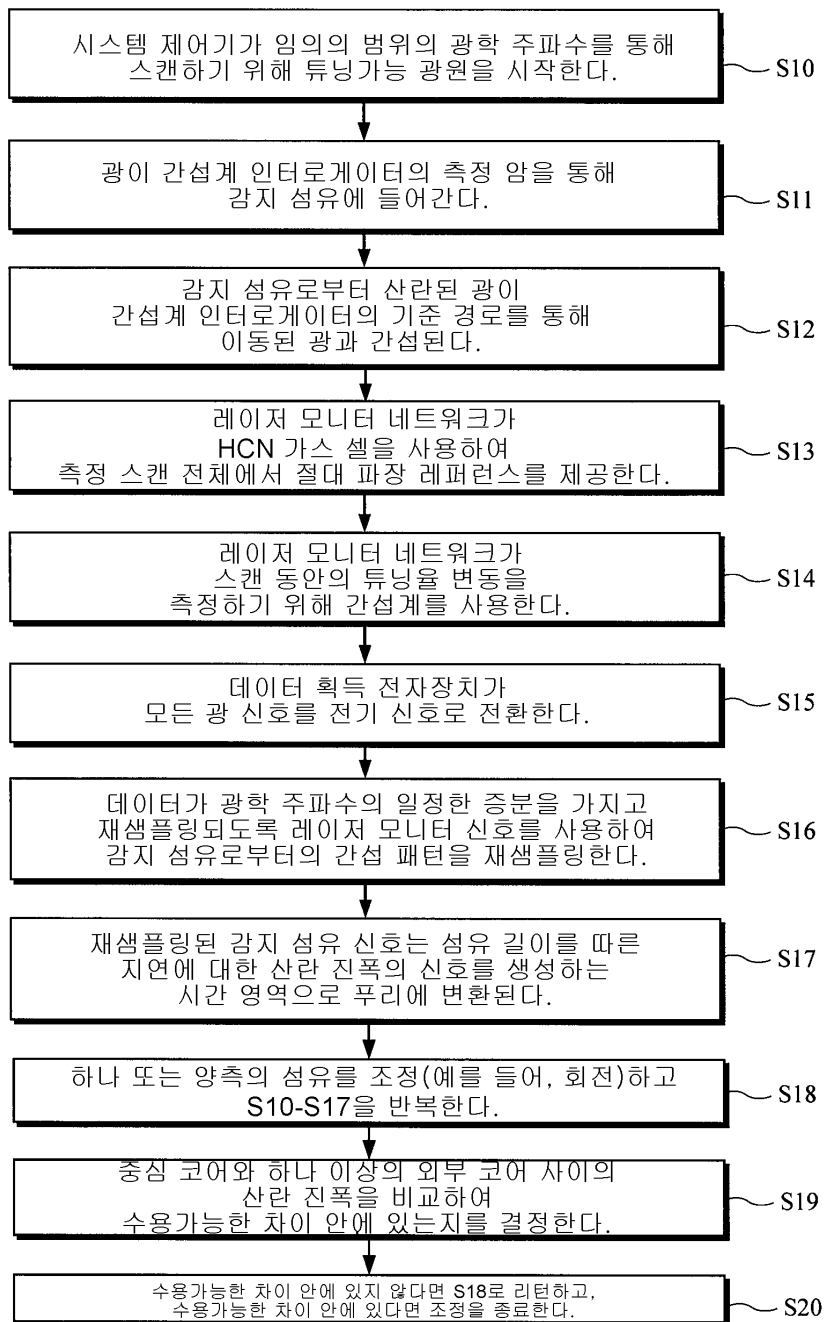 시스템 제어기가 임의의 범위의 광학 주파수를 통해
스캔하기 위해 튜닝가능 광원을 시작한다.
S10
광이 간섭계 인터로게이터의 측정 암을 통해
감지 섬유에 들어간다.
S11
감지 섬유로부터 산란된 광이
간섭계 인터로게이터의 기준 경로를 통해
이동된 광과 간섭된다.
S12
레이저 모니터 네트워크가
HCN 가스 셀을 사용하여
측정 스캔 전체에서 절대 파장 레퍼런스를 제공한다.
S13
레이저 모니터 네트워크가
스캔 동안의 튜닝율 변동을
측정하기 위해 간섭계를 사용한다.
S14
데이터 획득 전자장치가
모든 광 신호를 전기 신호로 전환한다.
S15
데이터가 광학 주파수의 일정한 증분을 가지고
재샘플링되도록 레이저 모니터 신호를 사용하여
감지 섬유로부터의 간섭 패턴을 재샘플링한다.
S16
재샘플링된 감지 섬유 신호는 섬유 길이를 따른
지연에 대한 산란 진폭의 신호를 생성하는
시간 영역으로 푸리에 변환된다.
S17
하나 또는 양측의 섬유를 조정(예를 들어, 회전)하고
S10-S17을 반복한다.
S18
중심 코어와 하나 이상의 외부 코어 사이의
산란 진폭을 비교하여
수용가능한 차이 안에 있는지를 결정한다.
S19
수용가능한 차이 안에 있지 않다면 S18로 리턴하고,
수용가능한 차이 안에 있다면 조정을 종료한다.
S20